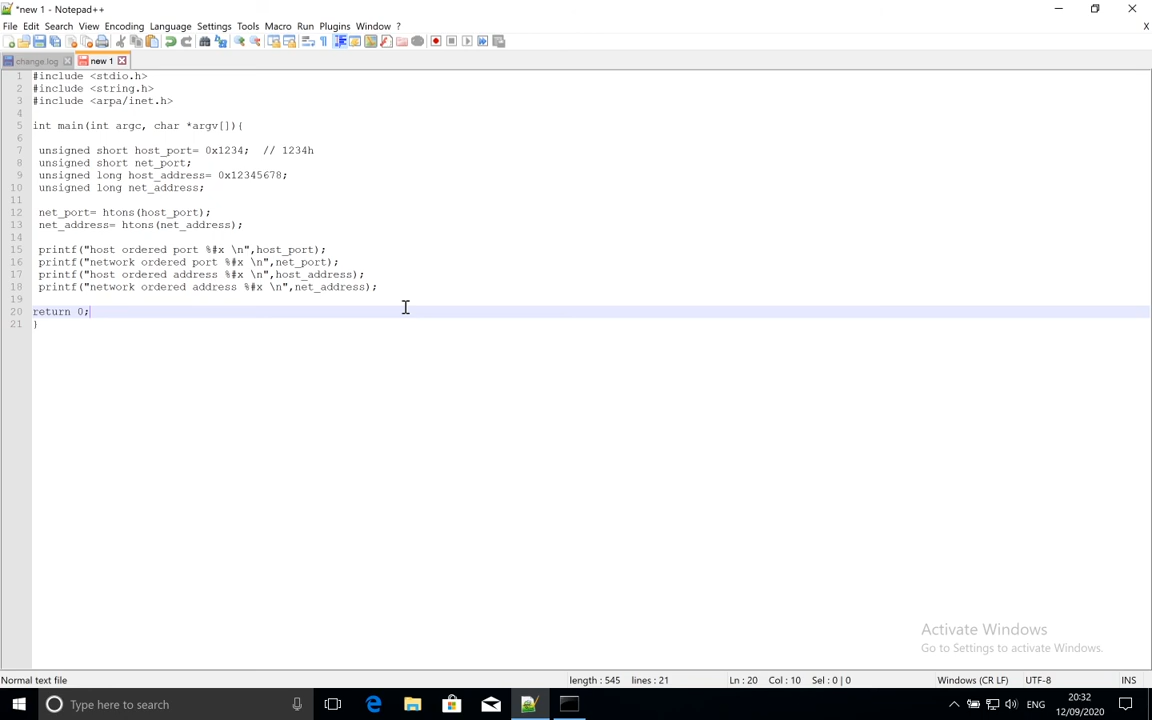 *new 1 - Notepad++
File Edit Search View Encoding Language Settings Tools Macro Run Plugins Window ?
X
change.log new 1
1 #include <stdio.h>
2 #include <string.h>
3 #include <arpa/inet.h>
4
5 int main(int argc, char *argv[]){
6
7 unsigned short host_port= 0x1234; // 1234h
8 unsigned short net_port;
9 unsigned long host_address= 0x12345678;
10 unsigned long net_address;
11
12 net_port= htons(host_port);
13 net_address= htons(net_address);
14
15 printf("host ordered port %#x \n",host_port);
16 printf("network ordered port %#x \n",net_port);
17 printf("host ordered address %#x \n",host_address);
18 printf("network ordered address %#x \n",net_address);
19
20 return 0;
21 }
Activate Windows
Go to Settings to activate Windows.
Normal text file length : 545 lines : 21 Ln : 20 Col : 10 Sel : 0 | 0 Windows (CR LF) UTF-8 INS
Type here to search ENG 20:32
12/09/2020